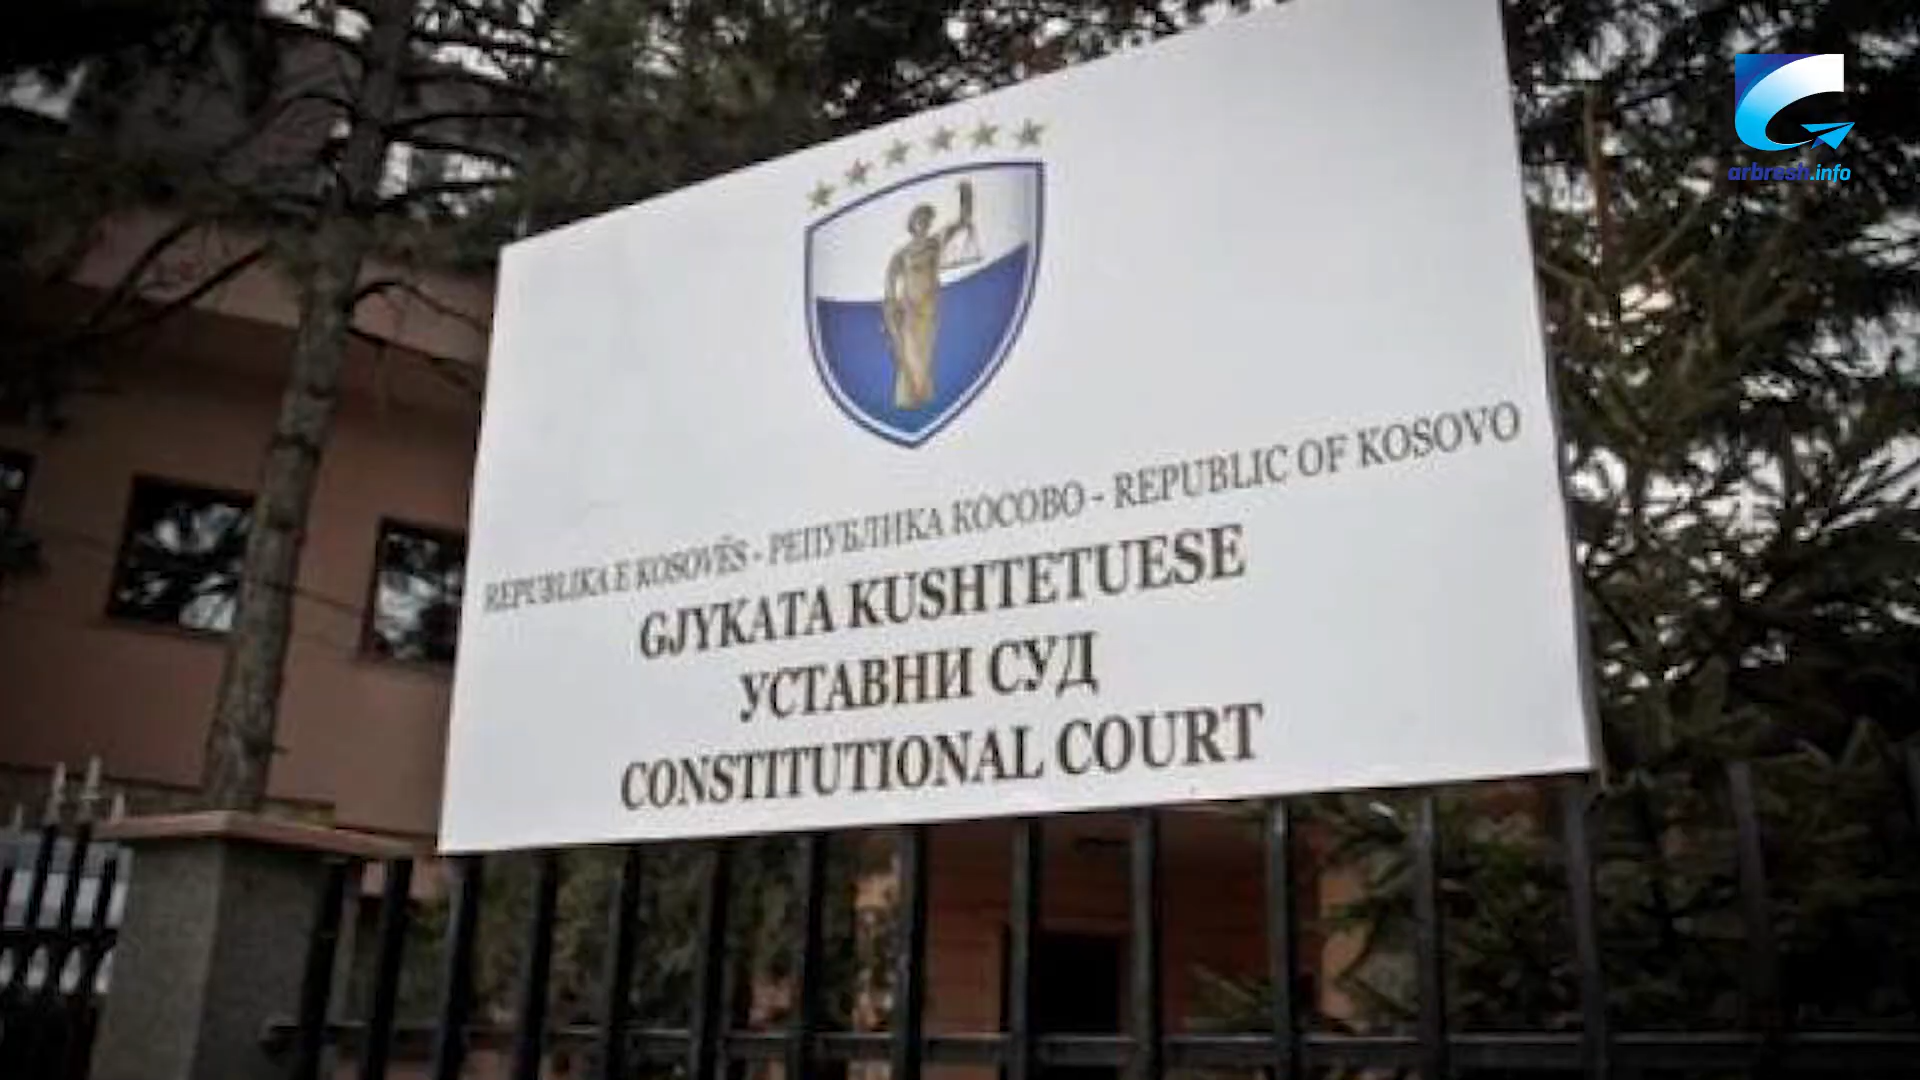 arbresh.info
REPUBLIKA E KOSOVËS - РЕПУБЛИКА КОСОВО - REPUBLIC OF KOSOVO
GJYKATA KUSHTETUESE
УСТАВНИ СУД
CONSTITUTIONAL COURT